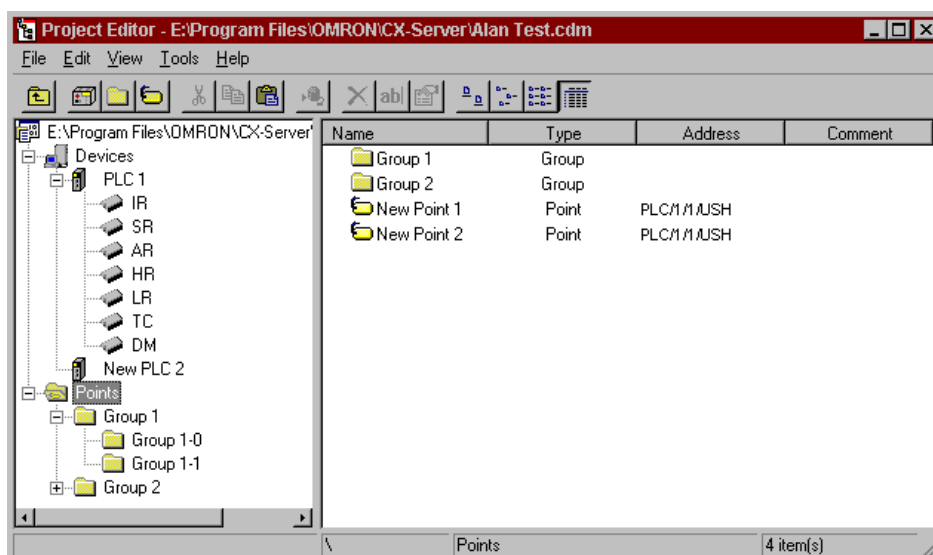 Project Editor - E:\Program Files\OMRON\CX-Server\Alan Test.cdm
File Edit View Tools Help
ab
E:\Program Files\OMRON\CX-Server
Devices
PLC 1
IR
SR
AR
HR
LR
TC
DM
New PLC 2
Points
Group 1
Group 1-0
Group 1-1
Group 2
Name Type Address Comment
Group 1 Group
Group 2 Group
New Point 1 Point PLC/1/1/USH
New Point 2 Point PLC/1/1/USH
\ Points 4 item(s)